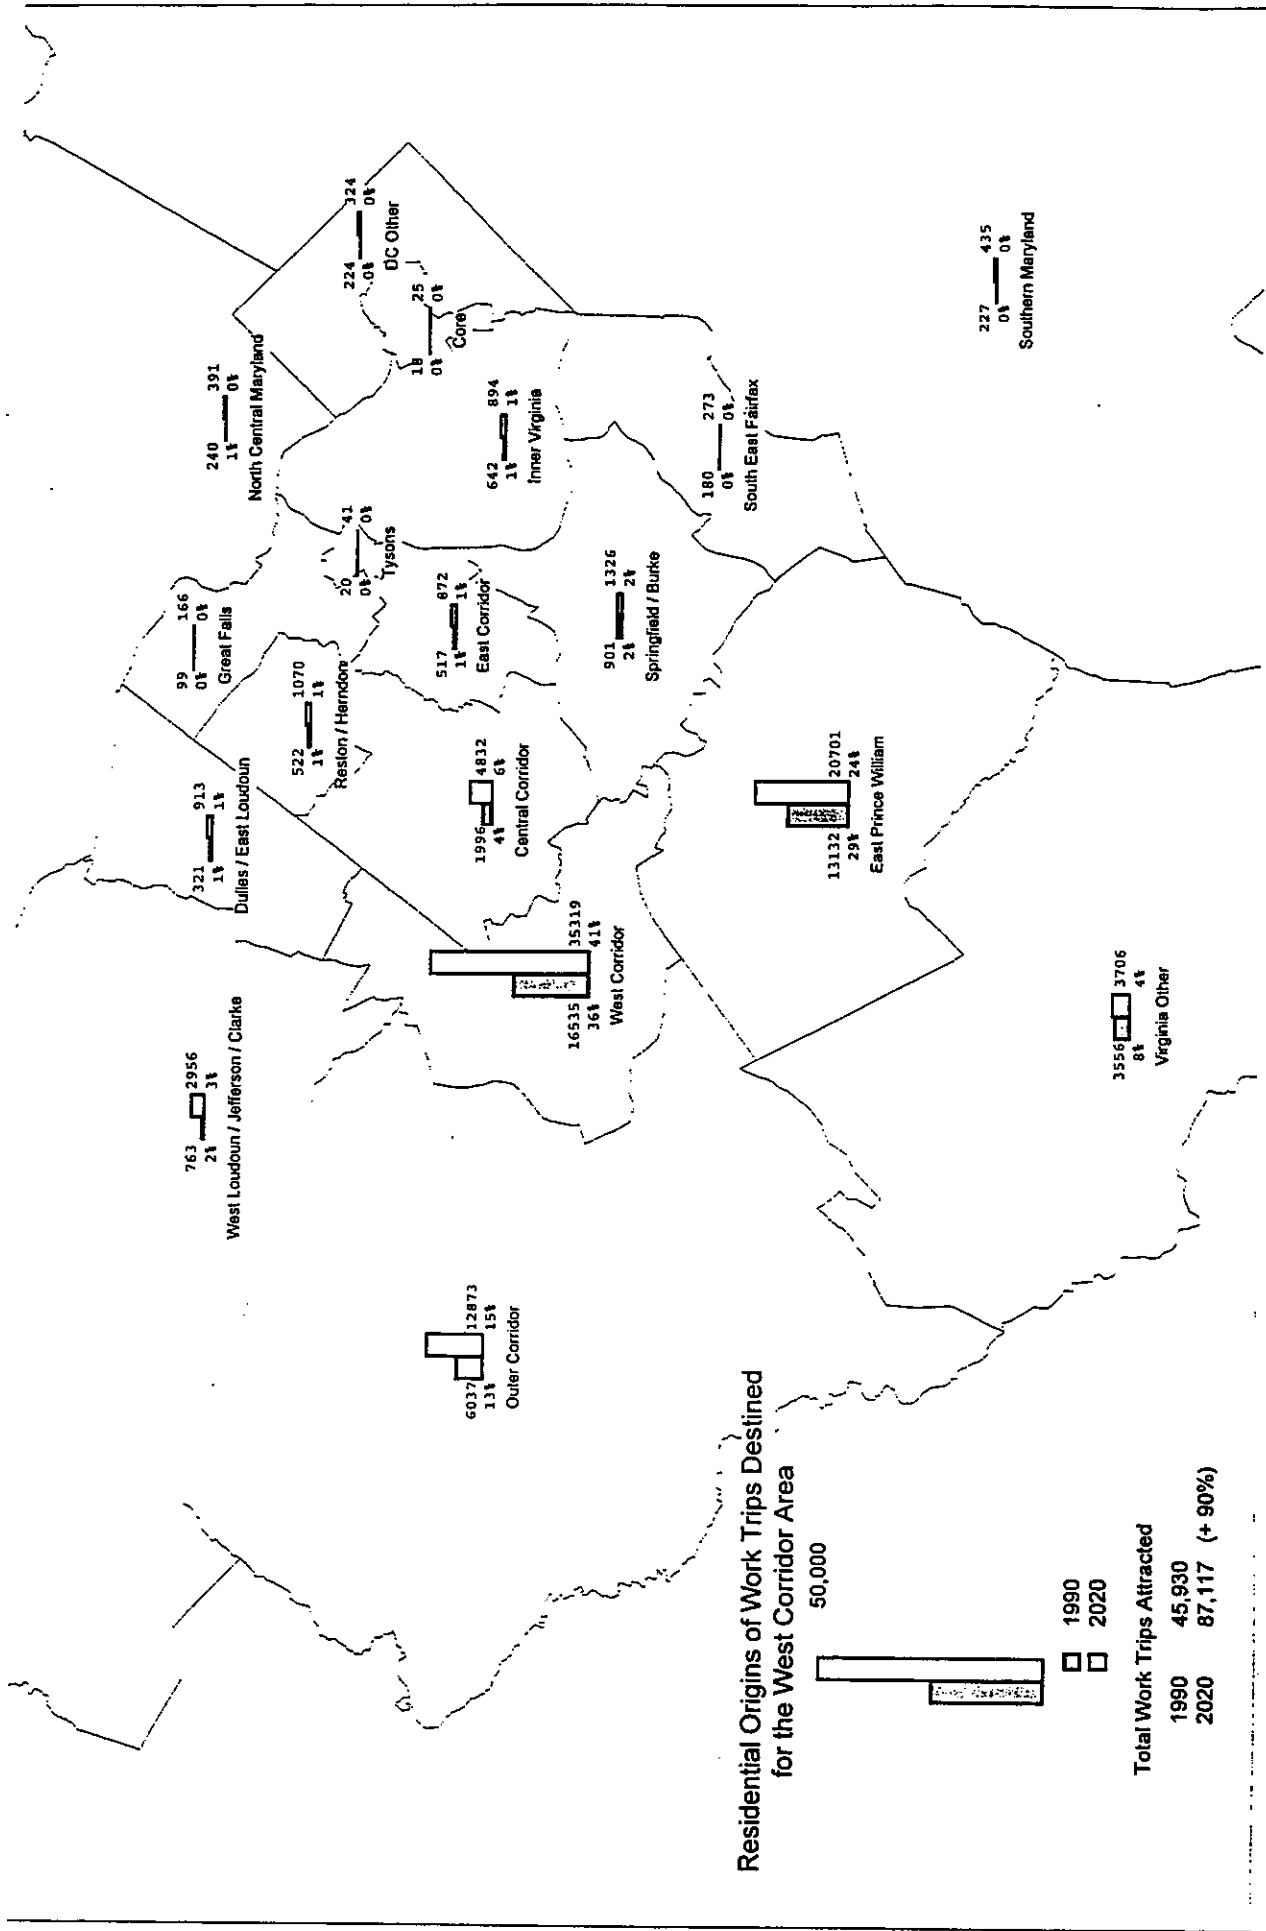 763 2956
2% 3%
West Loudoun / Jefferson / Clarke
321 913
1% 1%
Dulles / East Loudoun
99 166
0% 0%
Great Falls
240 391
1% 0%
North Central Maryland
522 1070
1% 1%
Reston / Herndon
20 41
0% 0%
Tysons
224 324
0% 0%
DC Other
18 25
0% 0%
Core
6037 12873
13% 15%
Outer Corridor
16535 35319
36% 41%
West Corridor
1996 4832
4% 6%
Central Corridor
517 872
1% 1%
East Corridor
642 894
1% 1%
Inner Virginia
901 1326
2% 2%
Springfield / Burke
180 273
0% 0%
South East Fairfax
13132 20701
29% 24%
East Prince William
227 435
0% 0%
Southern Maryland
3556 3706
8% 4%
Virginia Other
Residential Origins of Work Trips Destined
for the West Corridor Area
50,000
1990
2020
Total Work Trips Attracted
1990 45,930
2020 87,117 (+ 90%)